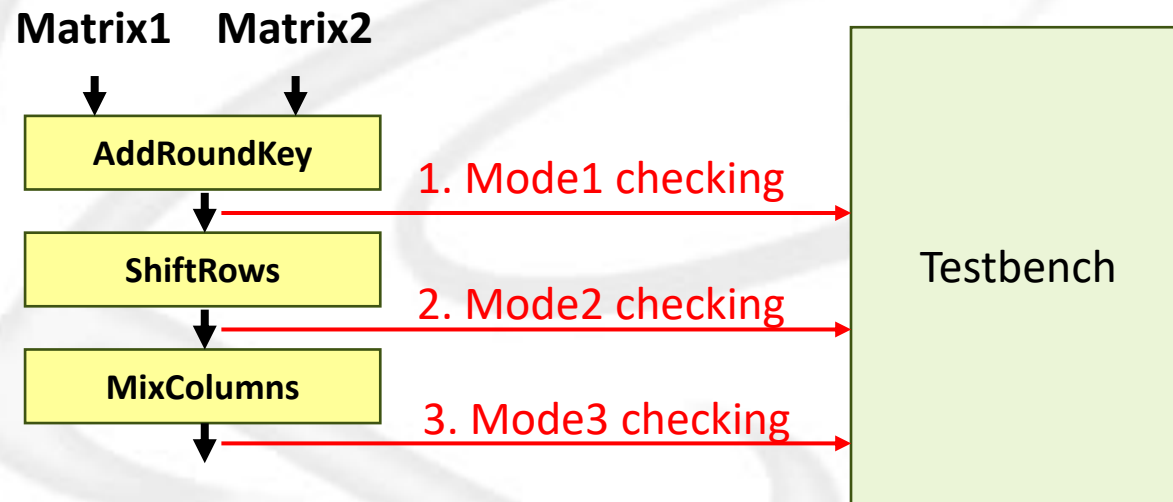 Matrix1 Matrix2
AddRoundKey
1. Mode1 checking
ShiftRows
2. Mode2 checking
MixColumns
3. Mode3 checking
Testbench